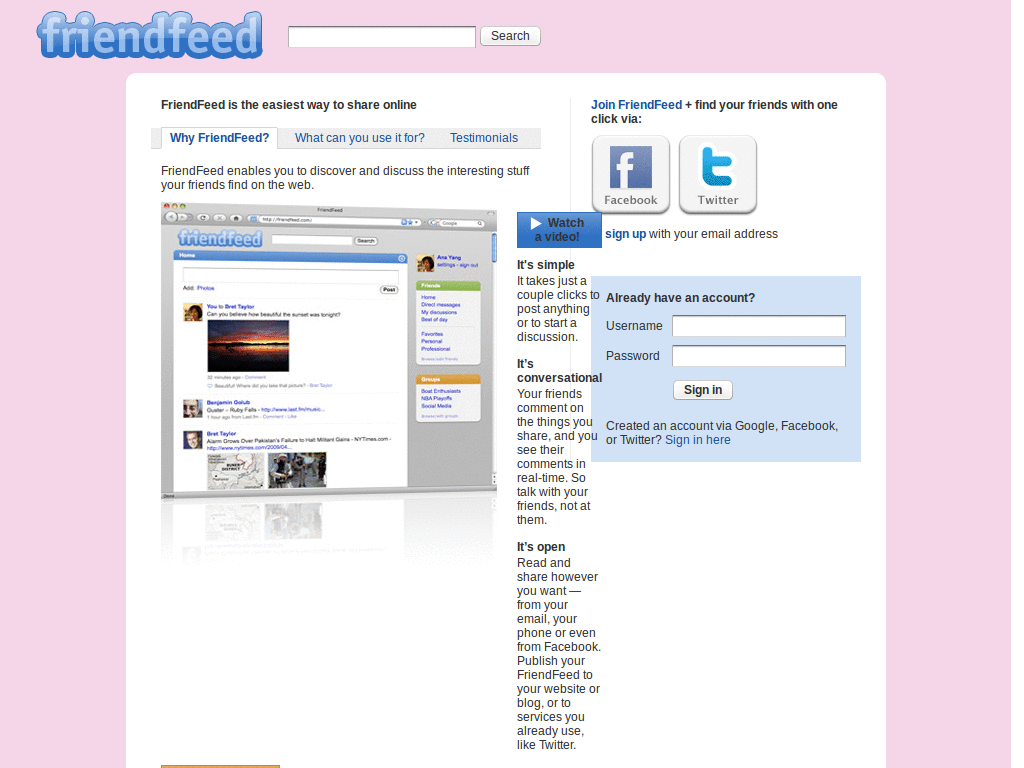 friendfeed
Search
FriendFeed is the easiest way to share online
Why FriendFeed?
What can you use it for?
Testimonials
FriendFeed enables you to discover and discuss the interesting stuff
your friends find on the web.
FriendFeed
http://friendfeed.com/
Google
friendfeed
Search
Home
Add: Photos
Post
You to Bret Taylor
Can you believe how beautiful the sunset was tonight?
32 minutes ago - Comment
Beautiful! Where did you take that picture? - Bret Taylor
Benjamin Golub
Guster – Ruby Falls - http://www.last.fm/music...
1 hour ago from Last.fm - Comment - Like
Bret Taylor
Alarm Grows Over Pakistan's Failure to Halt Militant Gains - NYTimes.com -
http://www.nytimes.com/2009/04...
BUNER
DISTRICT
Done
Ana Yang
settings - sign out
Friends
Home
Direct messages
My discussions
Best of day
Favorites
Personal
Professional
Browse/edit friends
Groups
Boat Enthusiasts
NBA Playoffs
Social Media
Browse/edit groups
Watch
a video!
It's simple
It takes just a
couple clicks to
post anything
or to start a
discussion.
It's
conversational
Your friends
comment on
the things you
share, and you
see their
comments in
real-time. So
talk with your
friends, not at
them.
It's open
Read and
share however
you want —
from your
email, your
phone or even
from Facebook.
Publish your
FriendFeed to
your website or
blog, or to
services you
already use,
like Twitter.
Join FriendFeed + find your friends with one
click via:
Facebook
Twitter
sign up with your email address
Already have an account?
Username
Password
Sign in
Created an account via Google, Facebook,
or Twitter? Sign in here